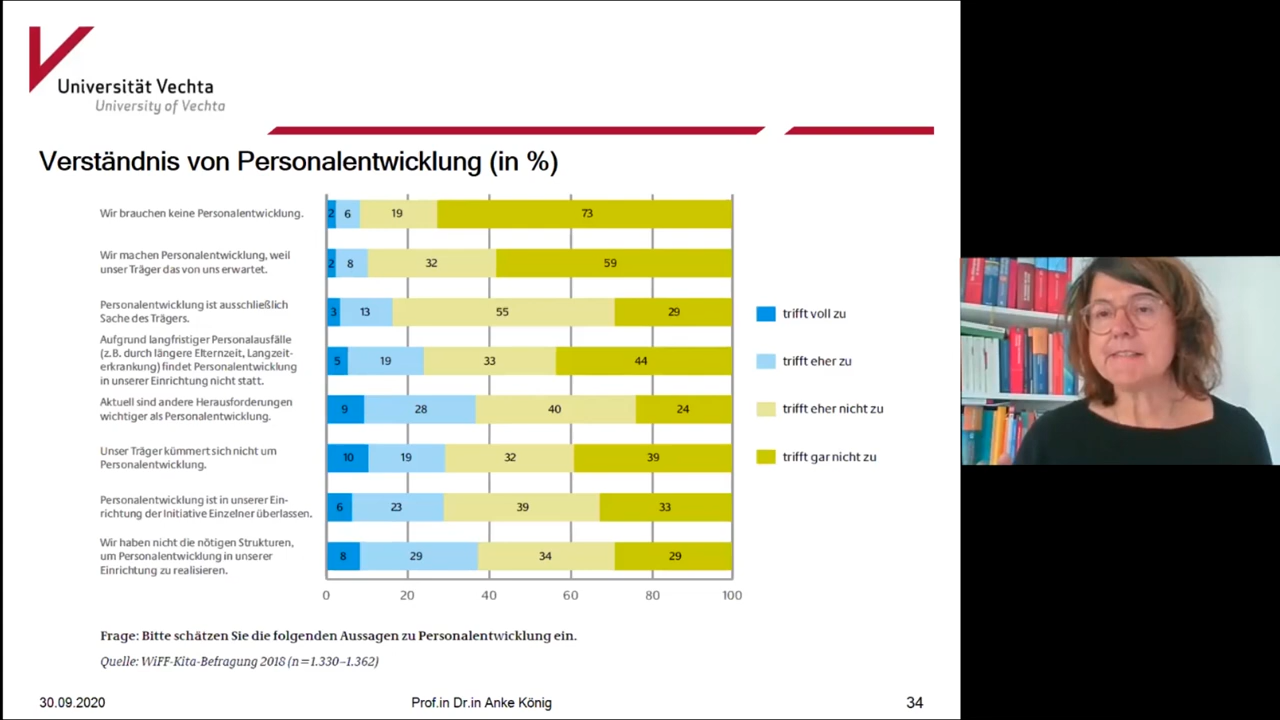 Universität Vechta
University of Vechta
Verständnis von Personalentwicklung (in %)
Wir brauchen keine Personalentwicklung.
2 6 19 73
Wir machen Personalentwicklung, weil
unser Träger das von uns erwartet.
2 8 32 59
Personalentwicklung ist ausschließlich
Sache des Trägers.
3 13 55 29
Aufgrund langfristiger Personalausfälle
(z.B. durch längere Elternzeit, Langzeit-
erkrankung) findet Personalentwicklung
in unserer Einrichtung nicht statt.
5 19 33 44
Aktuell sind andere Herausforderungen
wichtiger als Personalentwicklung.
9 28 40 24
Unser Träger kümmert sich nicht um
Personalentwicklung.
10 19 32 39
Personalentwicklung ist in unserer Ein-
richtung der Initiative Einzelner überlassen.
6 23 39 33
Wir haben nicht die nötigen Strukturen,
um Personalentwicklung in unserer
Einrichtung zu realisieren.
8 29 34 29
0 20 40 60 80 100
trifft voll zu
trifft eher zu
trifft eher nicht zu
trifft gar nicht zu
Frage: Bitte schätzen Sie die folgenden Aussagen zu Personalentwicklung ein.
Quelle: WiFF-Kita-Befragung 2018 (n=1.330–1.362)
30.09.2020 Prof.in Dr.in Anke König 34